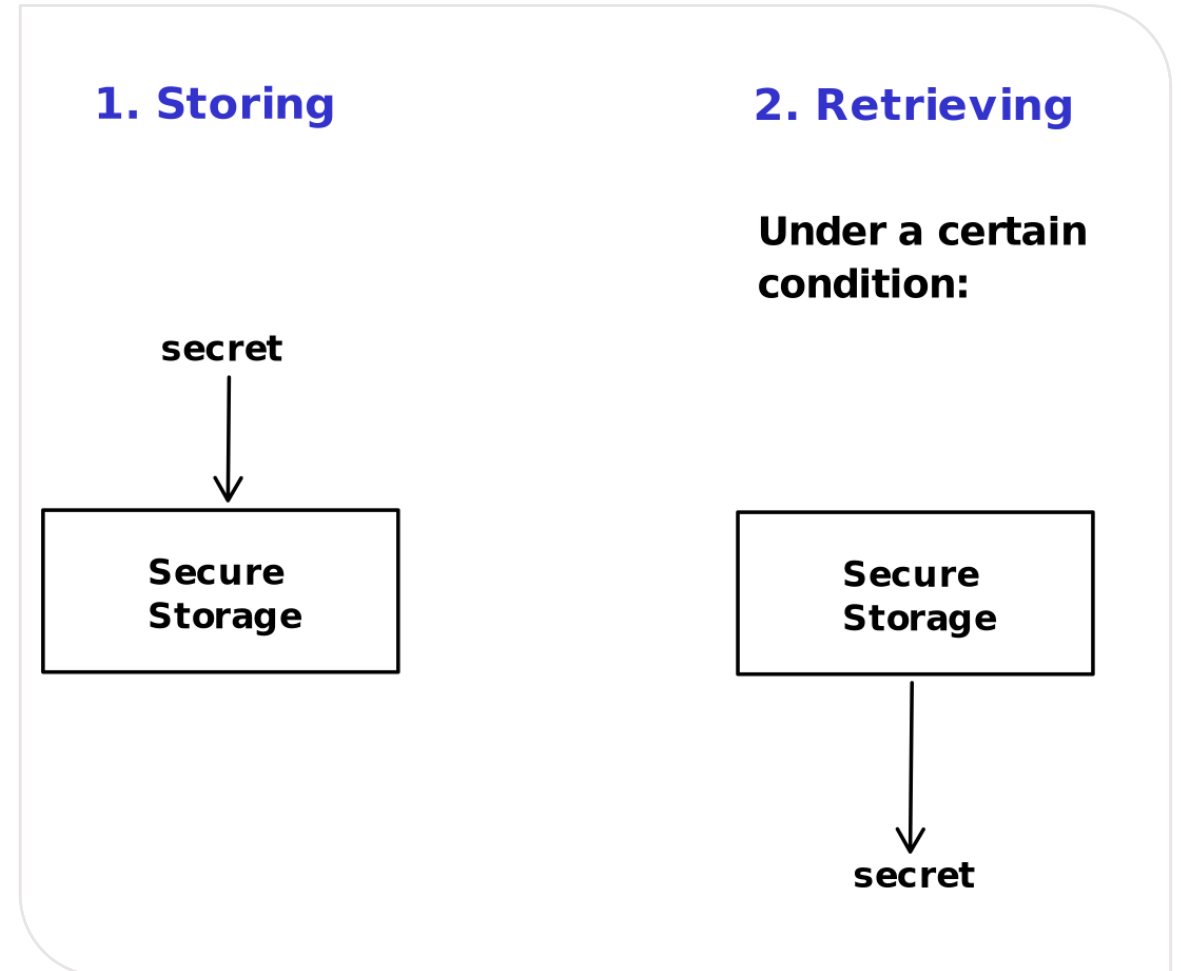 1. Storing
secret
Secure
Storage
2. Retrieving
Under a certain
condition:
Secure
Storage
secret